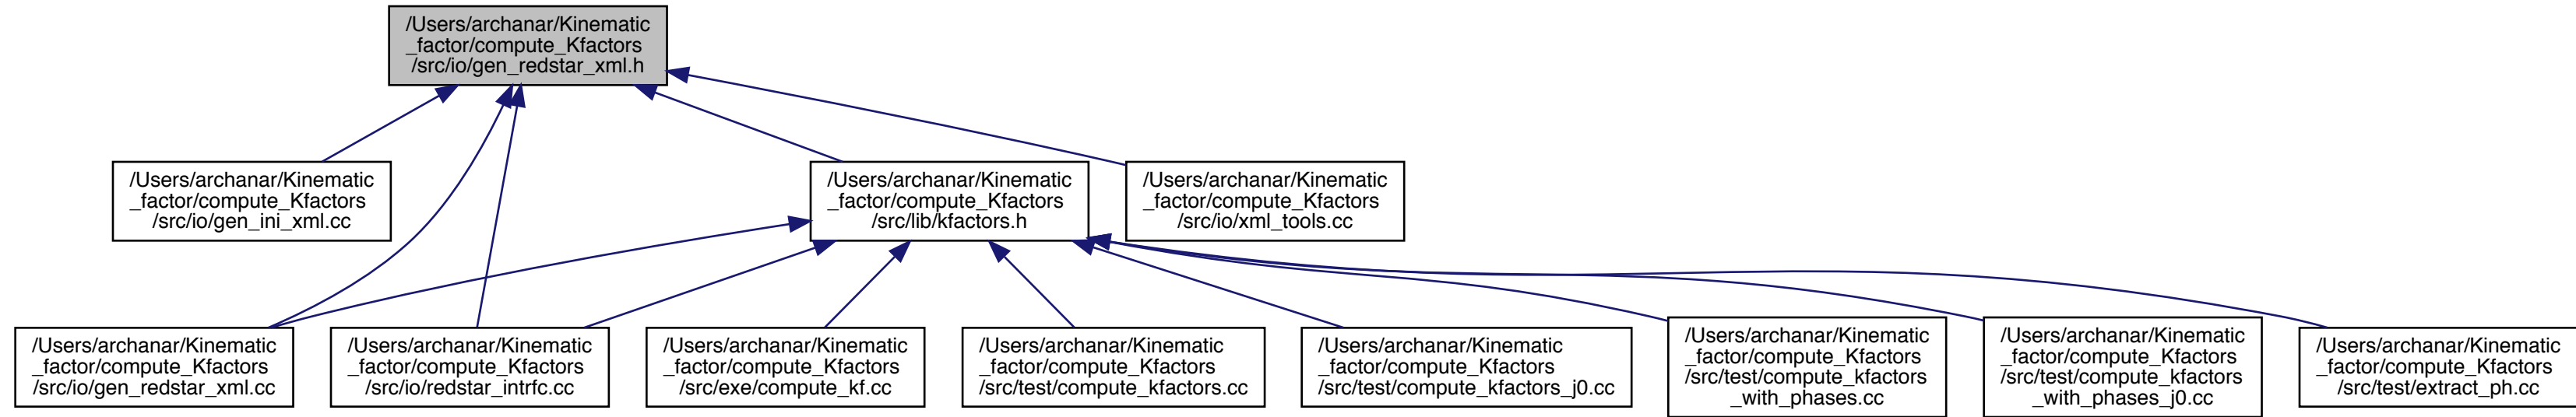 /Users/archanar/Kinematic
_factor/compute_Kfactors
/src/io/gen_redstar_xml.h
/Users/archanar/Kinematic
_factor/compute_Kfactors
/src/io/gen_ini_xml.cc
/Users/archanar/Kinematic
_factor/compute_Kfactors
/src/lib/kfactors.h
/Users/archanar/Kinematic
_factor/compute_Kfactors
/src/io/xml_tools.cc
/Users/archanar/Kinematic
_factor/compute_Kfactors
/src/io/gen_redstar_xml.cc
/Users/archanar/Kinematic
_factor/compute_Kfactors
/src/io/redstar_intrfc.cc
/Users/archanar/Kinematic
_factor/compute_Kfactors
/src/exe/compute_kf.cc
/Users/archanar/Kinematic
_factor/compute_Kfactors
/src/test/compute_kfactors.cc
/Users/archanar/Kinematic
_factor/compute_Kfactors
/src/test/compute_kfactors_j0.cc
/Users/archanar/Kinematic
_factor/compute_Kfactors
/src/test/compute_kfactors
_with_phases.cc
/Users/archanar/Kinematic
_factor/compute_Kfactors
/src/test/compute_kfactors
_with_phases_j0.cc
/Users/archanar/Kinematic
_factor/compute_Kfactors
/src/test/extract_ph.cc